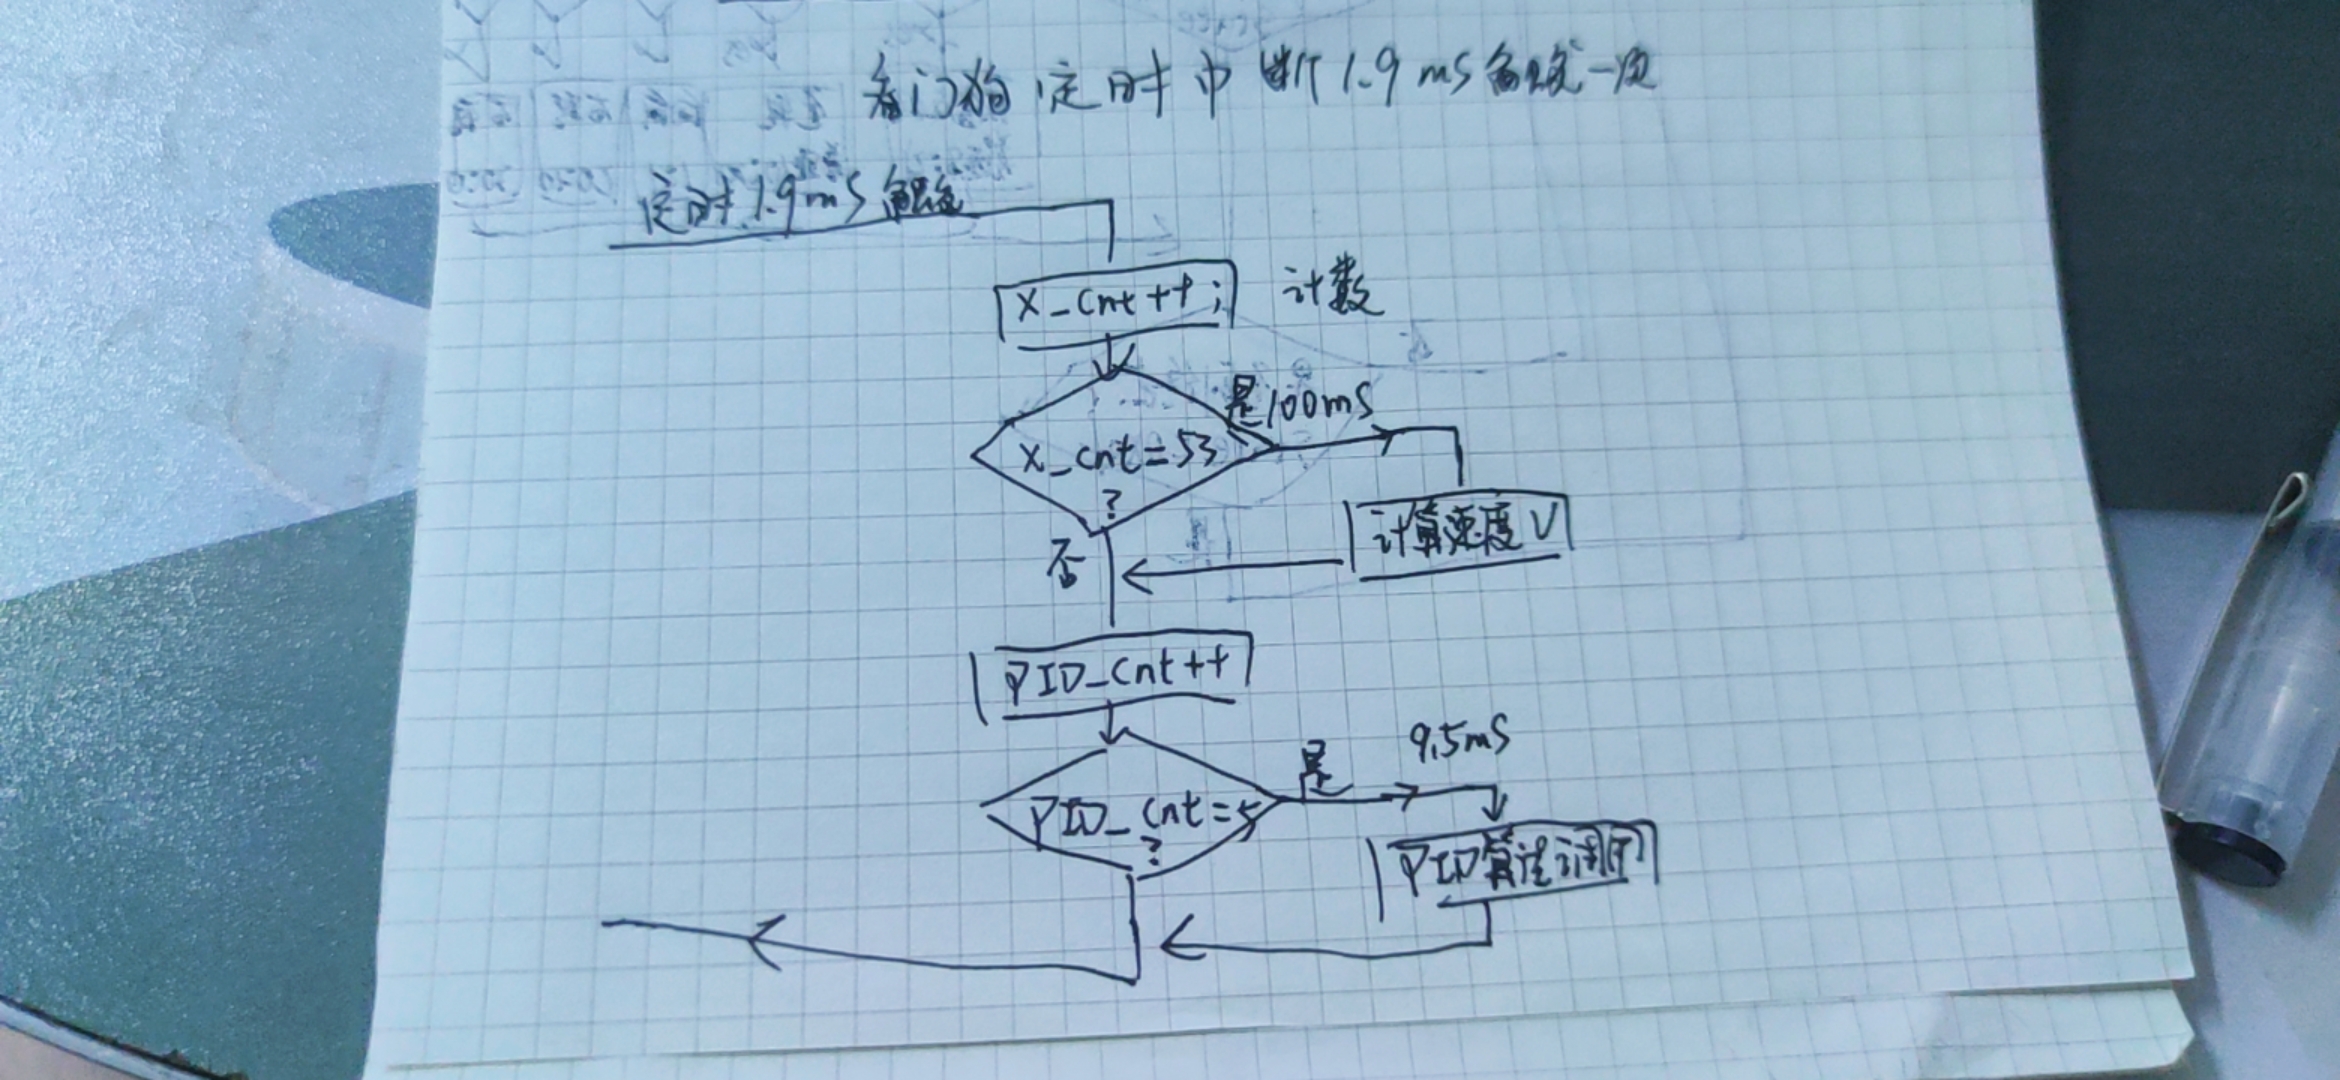 看门狗定时中断1.9mS触发一次
定时1.9mS触发
X_cnt++;
计数
X_cnt=53
?
是100mS
计算速度V
否
PID_cnt++
PID_cnt=5
?
是
9.5mS
PID算法调用